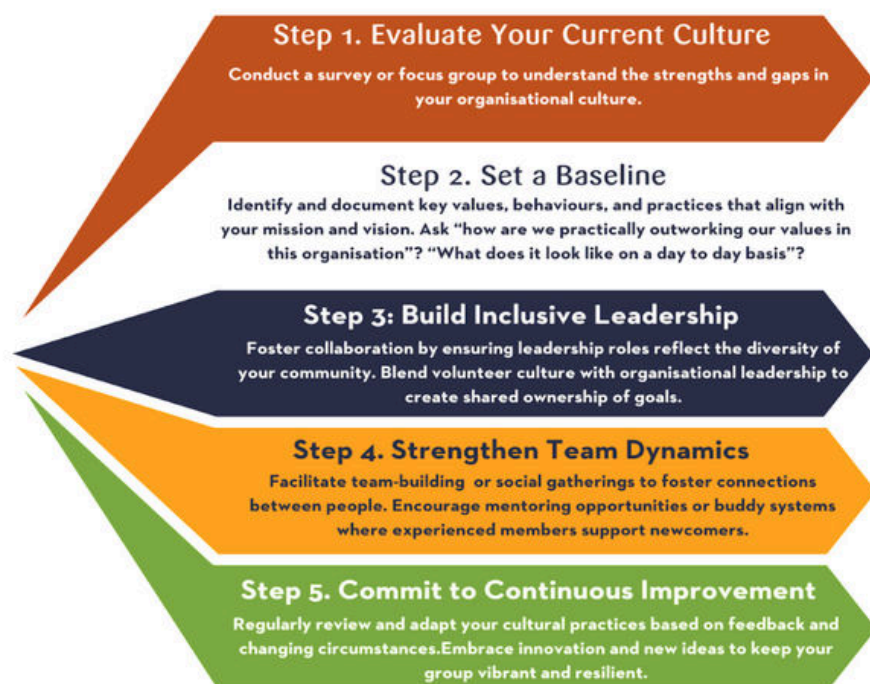 Step 1. Evaluate Your Current Culture
Conduct a survey or focus group to understand the strengths and gaps in
your organisational culture.
Step 2. Set a Baseline
Identify and document key values, behaviours, and practices that align with
your mission and vision. Ask “how are we practically outworking our values in
this organisation”? “What does it look like on a day to day basis”?
Step 3: Build Inclusive Leadership
Foster collaboration by ensuring leadership roles reflect the diversity of
your community. Blend volunteer culture with organisational leadership to
create shared ownership of goals.
Step 4. Strengthen Team Dynamics
Facilitate team-building or social gatherings to foster connections
between people. Encourage mentoring opportunities or buddy systems
where experienced members support newcomers.
Step 5. Commit to Continuous Improvement
Regularly review and adapt your cultural practices based on feedback and
changing circumstances.Embrace innovation and new ideas to keep your
group vibrant and resilient.